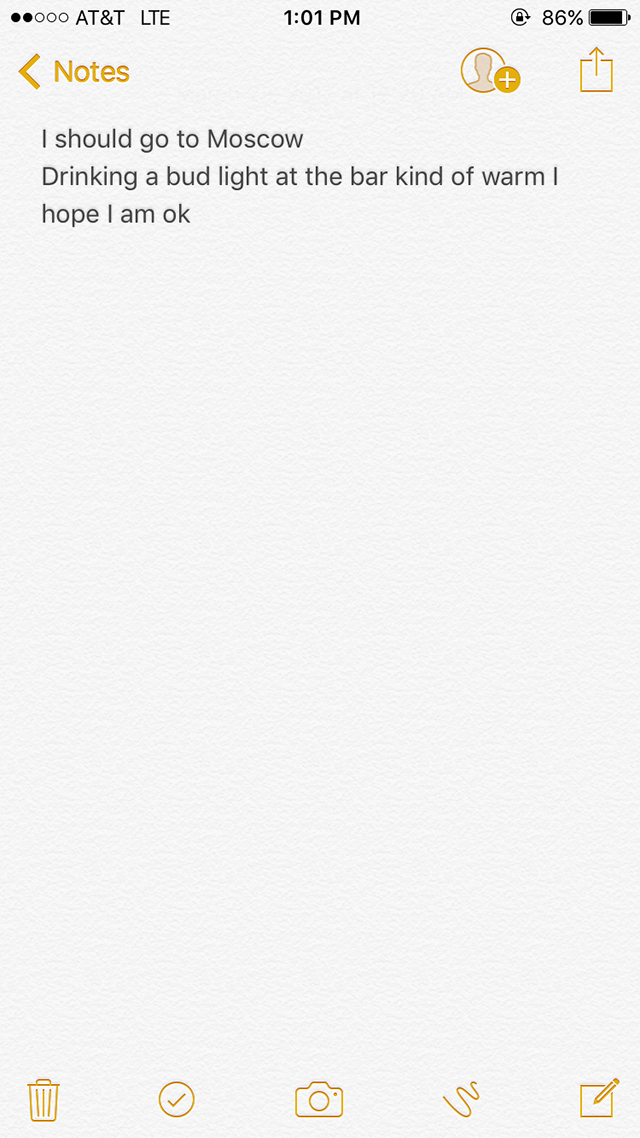 AT&T LTE 1:01 PM 86%
Notes
I should go to Moscow
Drinking a bud light at the bar kind of warm I
hope I am ok